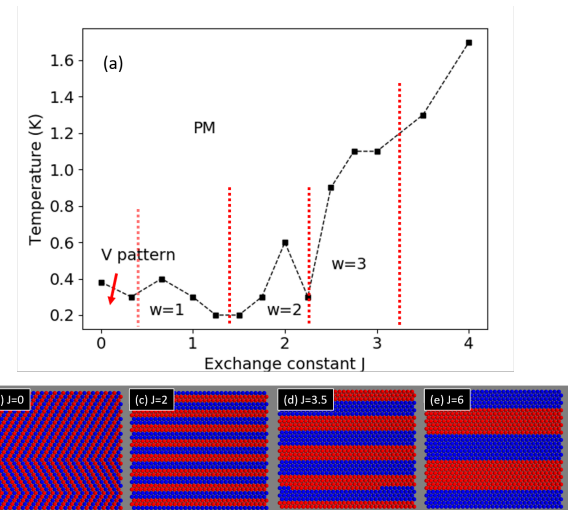 (a)
1.6
1.4
1.2
1.0
0.8
0.6
0.4
0.2
Temperature (K)
PM
V pattern
w=1
w=2
w=3
0 1 2 3 4
Exchange constant J
) J=0
(c) J=2
(d) J=3.5
(e) J=6